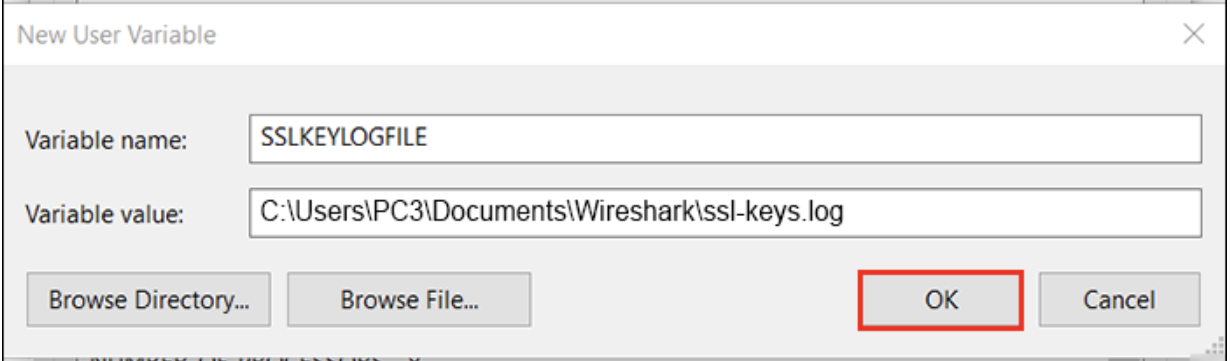 New User Variable
Variable name: SSLKEYLOGFILE
Variable value: C:\Users\PC3\Documents\Wireshark\ssl-keys.log
Browse Directory... Browse File... OK Cancel